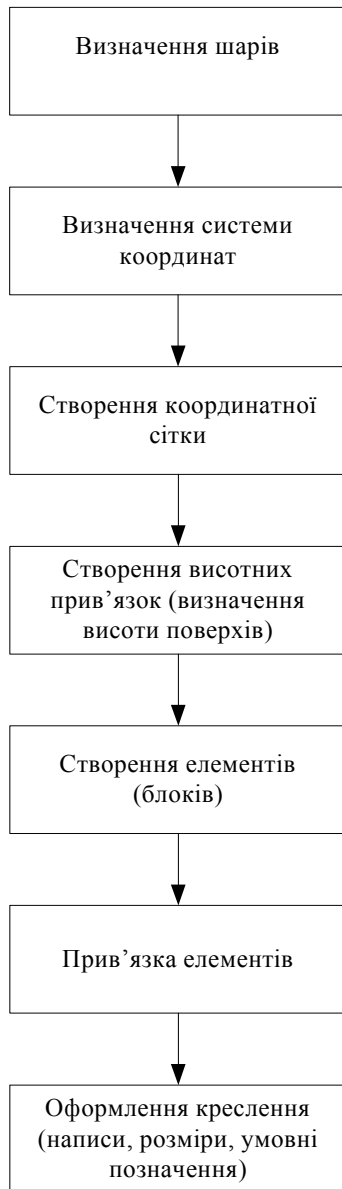 Визначення шарів
Визначення системи
координат
Створення координатної
сітки
Створення висотних
прив’язок (визначення
висоти поверхів)
Створення елементів
(блоків)
Прив’язка елементів
Оформлення креслення
(написи, розміри, умовні
позначення)